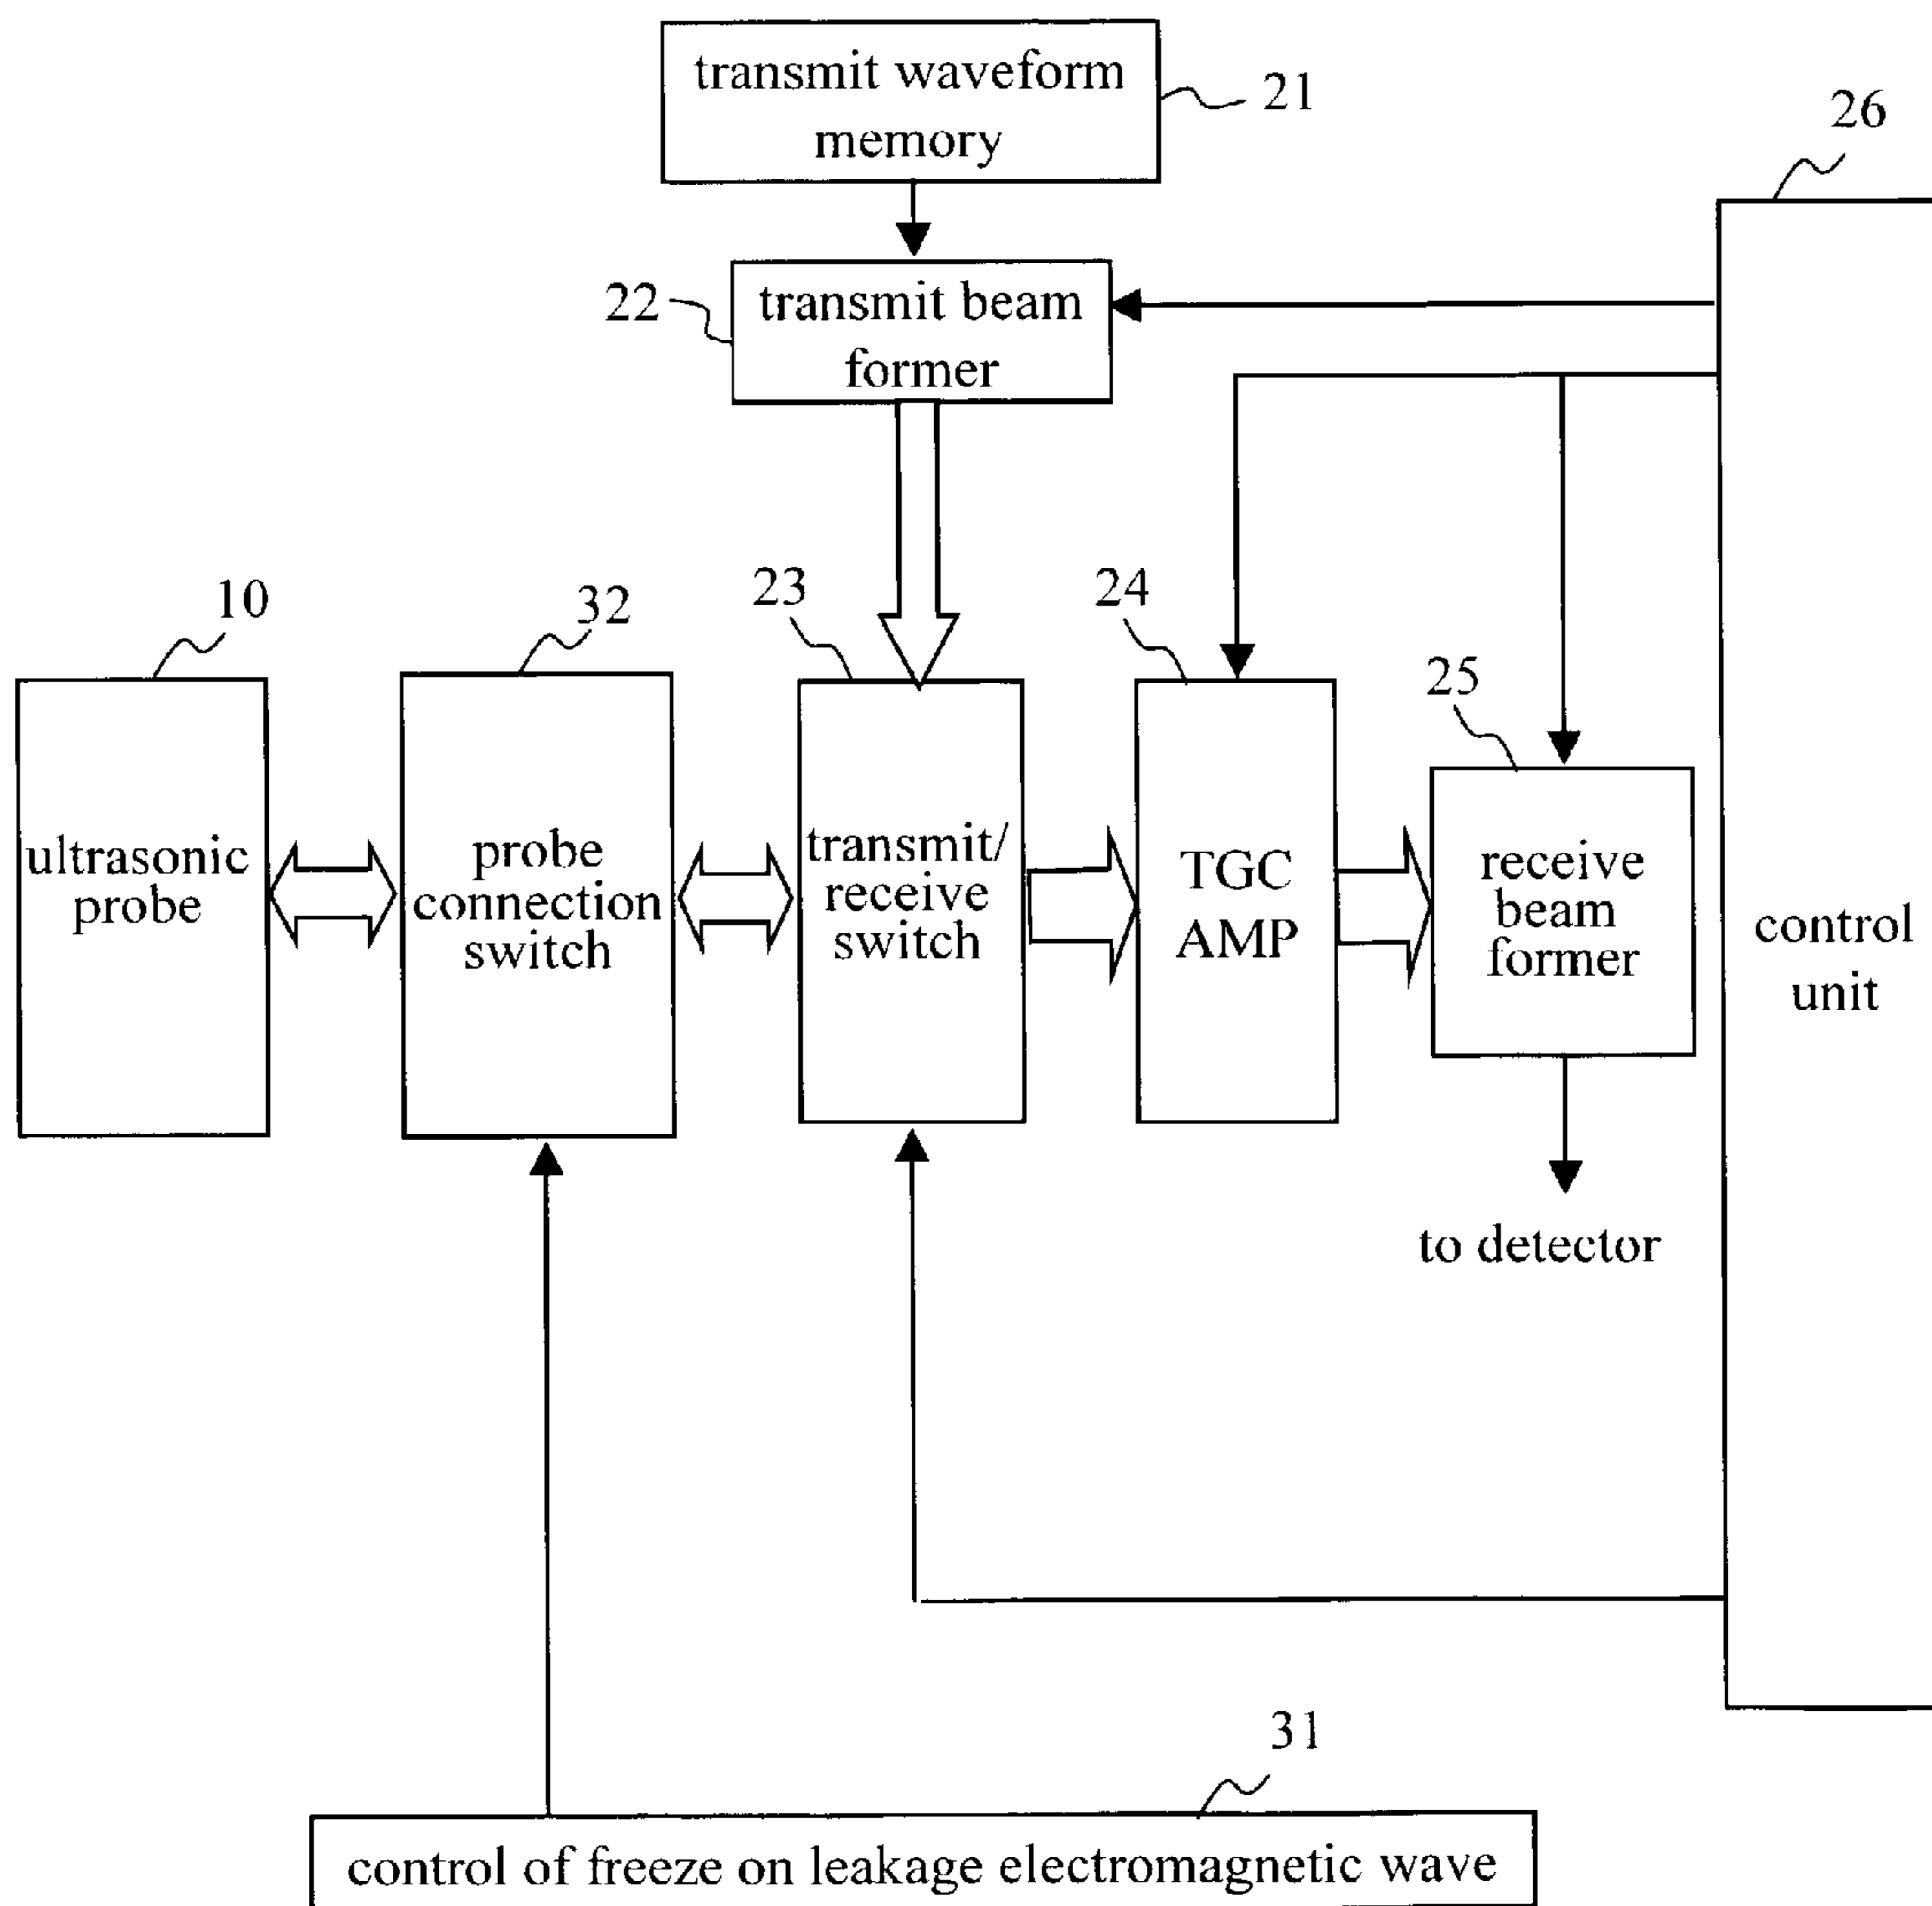 transmit waveform
memory
21
26
22
transmit beam
former
10
32
23
24
25
ultrasonic
probe
probe
connection
switch
transmit/
receive
switch
TGC
AMP
receive
beam
former
control
unit
to detector
31
control of freeze on leakage electromagnetic wave